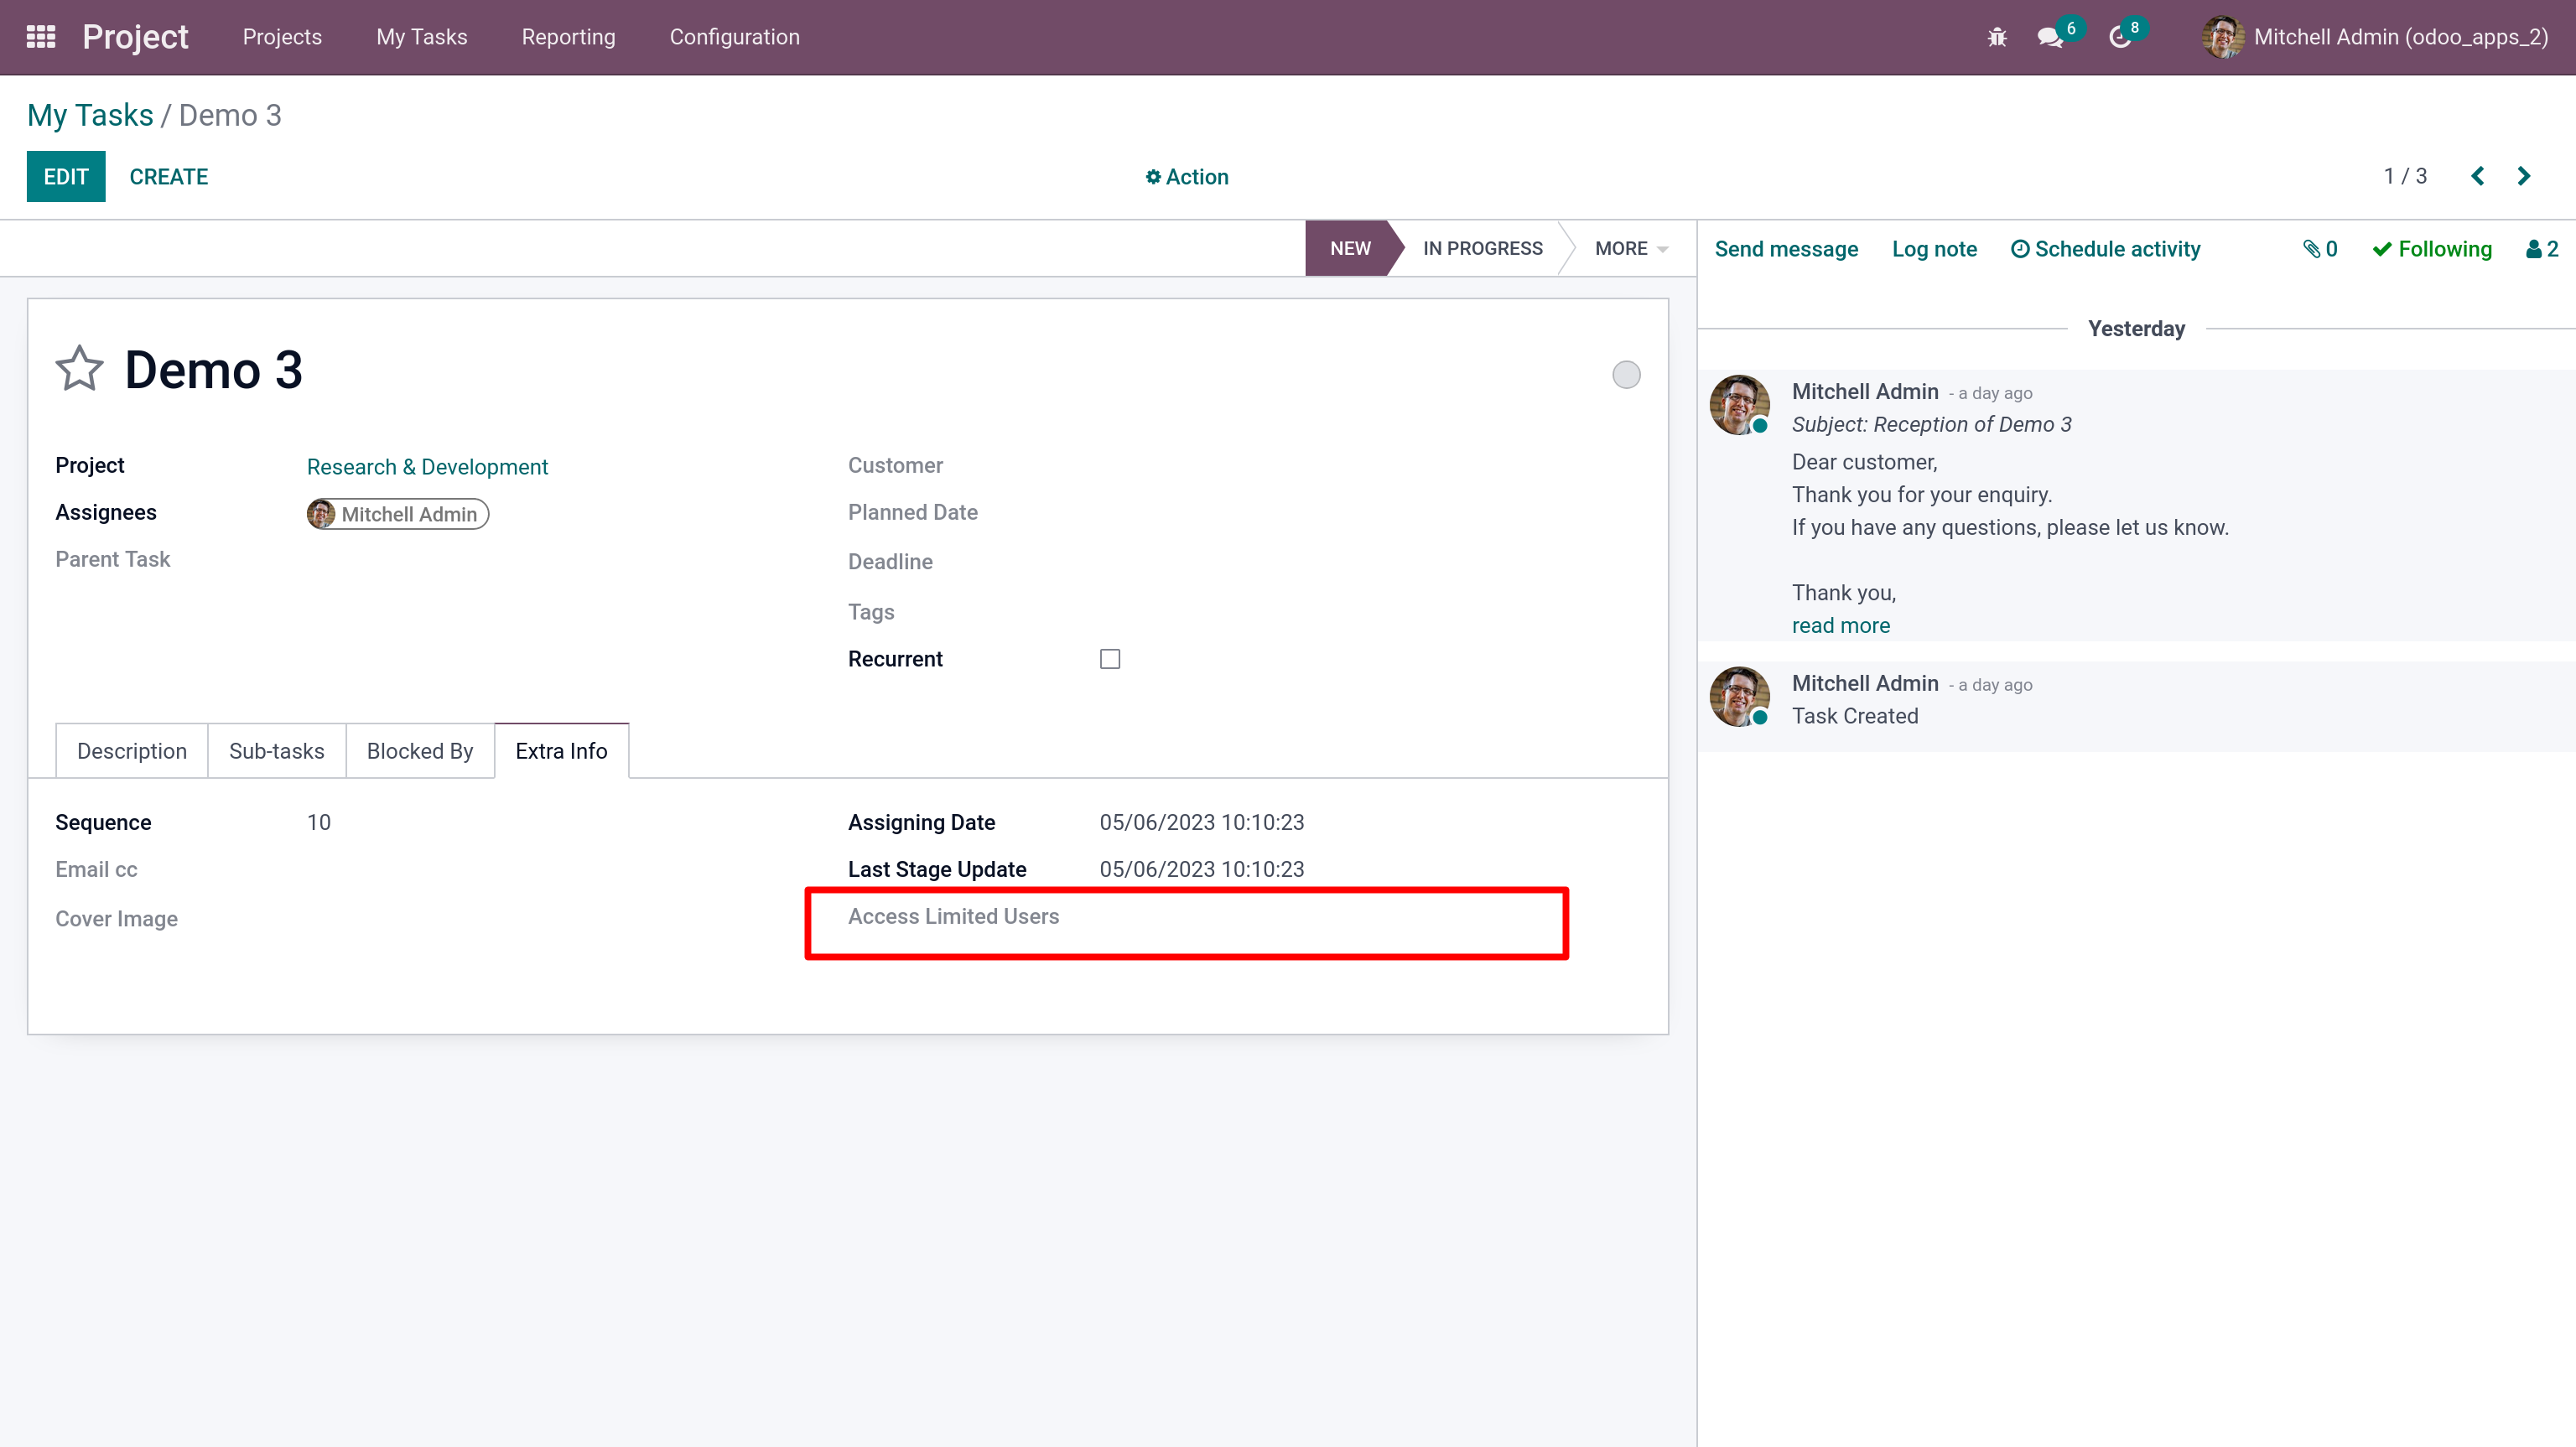 Project Projects My Tasks Reporting Configuration 6 8 Mitchell Admin (odoo_apps_2)
My Tasks / Demo 3
EDIT CREATE Action 1 / 3
NEW IN PROGRESS MORE
Demo 3
Project Research & Development
Assignees Mitchell Admin
Parent Task
Customer
Planned Date
Deadline
Tags
Recurrent
Description Sub-tasks Blocked By Extra Info
Sequence 10
Email cc
Cover Image
Assigning Date 05/06/2023 10:10:23
Last Stage Update 05/06/2023 10:10:23
Access Limited Users
Send message Log note Schedule activity 0 Following 2
Yesterday
Mitchell Admin - a day ago
Subject: Reception of Demo 3
Dear customer,
Thank you for your enquiry.
If you have any questions, please let us know.
Thank you,
read more
Mitchell Admin - a day ago
Task Created